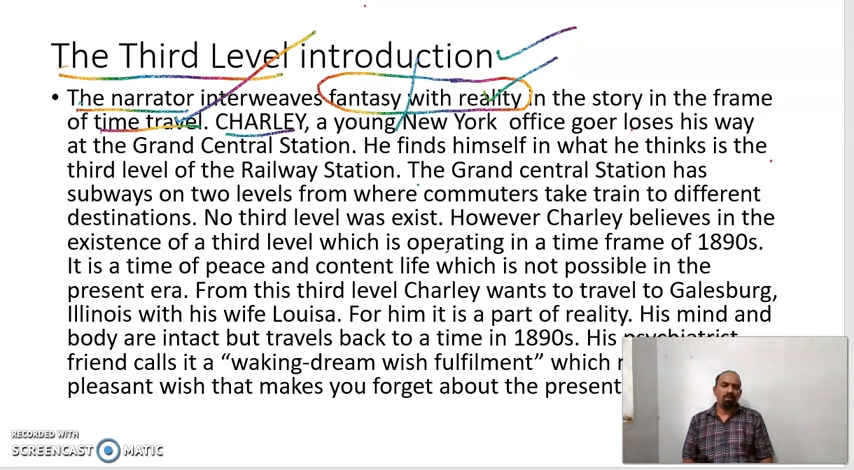 The Third Level introduction
• The narrator interweaves fantasy with reality in the story in the frame
of time travel. CHARLEY, a young New York office goer loses his way
at the Grand Central Station. He finds himself in what he thinks is the
third level of the Railway Station. The Grand central Station has
subways on two levels from where commuters take train to different
destinations. No third level was exist. However Charley believes in the
existence of a third level which is operating in a time frame of 1890s.
It is a time of peace and content life which is not possible in the
present era. From this third level Charley wants to travel to Galesburg,
Illinois with his wife Louisa. For him it is a part of reality. His mind and
body are intact but travels back to a time in 1890s. His psychiatrist
friend calls it a “waking-dream wish fulfilment” which
pleasant wish that makes you forget about the present
RECORDED WITH
SCREENCAST MATIC